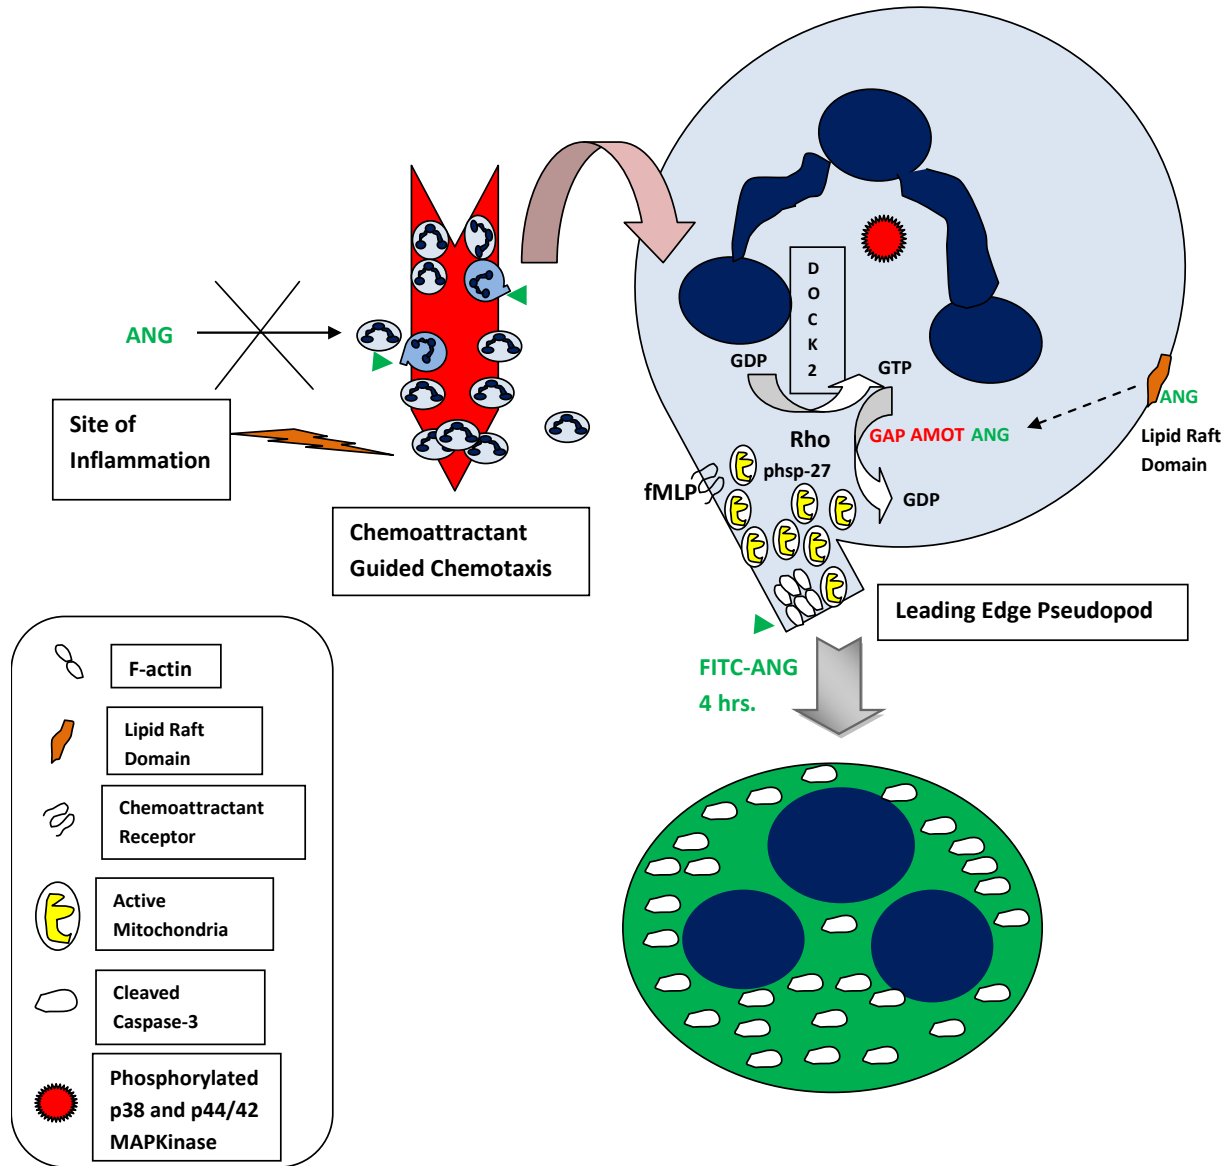 ANG
Site of
Inflammation
Chemoattractant
Guided Chemotaxis
D
O
C
K
2
GDP
GTP
Rho
GAP AMOT ANG
phsp-27
fMLP
GDP
ANG
Lipid Raft
Domain
Leading Edge Pseudopod
FITC-ANG
4 hrs.
F-actin
Lipid Raft
Domain
Chemoattractant
Receptor
Active
Mitochondria
Cleaved
Caspase-3
Phosphorylated
p38 and p44/42
MAPKinase